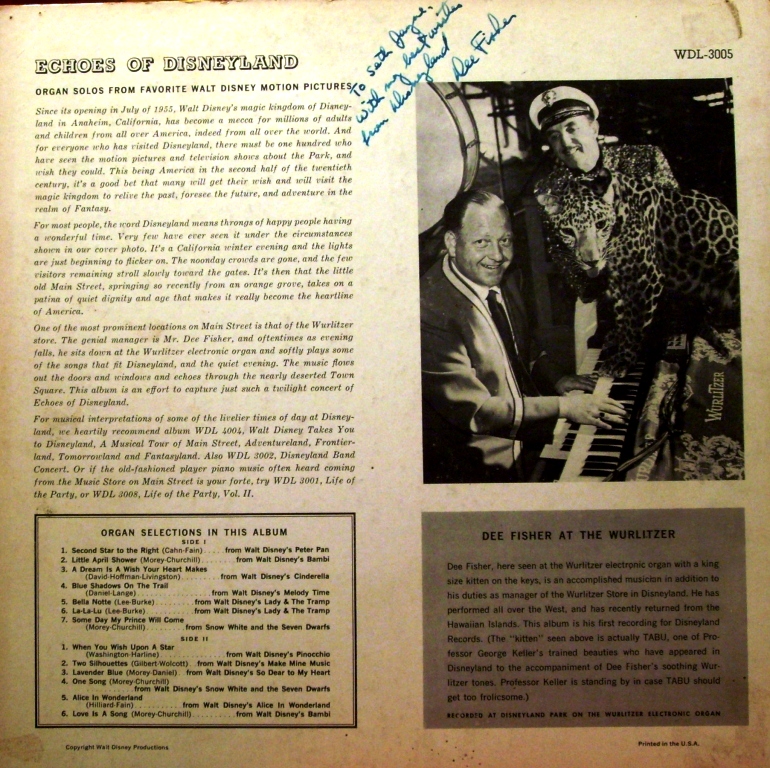 To Seth Jayne,
With my best wishes
from Disneyland
Dee Fisher
WDL-3005
ECHOES OF DISNEYLAND
ORGAN SOLOS FROM FAVORITE WALT DISNEY MOTION PICTURES
Since its opening in July of 1955, Walt Disney's magic kingdom of Disney-
land in Anaheim, California, has become a mecca for millions of adults
and children from all over America, indeed from all over the world. And
for everyone who has visited Disneyland, there must be one hundred who
have seen the motion pictures and television shows about the Park, and
wish they could. This being America in the second half of the twentieth
century, it's a good bet that many will get their wish and will visit the
magic kingdom to relive the past, foresee the future, and adventure in the
realm of Fantasy.
For most people, the word Disneyland means throngs of happy people having
a wonderful time. Very few have ever seen it under the circumstances
shown in our cover photo. It's a California winter evening and the lights
are just beginning to flicker on. The noonday crowds are gone, and the few
visitors remaining stroll slowly toward the gates. It's then that the little
old Main Street, springing so recently from an orange grove, takes on a
patina of quiet dignity and age that makes it really become the heartline
of America.
One of the most prominent locations on Main Street is that of the Wurlitzer
store. The genial manager is Mr. Dee Fisher, and oftentimes as evening
falls, he sits down at the Wurlitzer electronic organ and softly plays some
of the songs that fit Disneyland, and the quiet evening. The music flows
out the doors and windows and echoes through the nearly deserted Town
Square. This album is an effort to capture just such a twilight concert of
Echoes of Disneyland.
For musical interpretations of some of the livelier times of day at Disney-
land, we heartily recommend album WDL 4004, Walt Disney Takes You
to Disneyland, A Musical Tour of Main Street, Adventureland, Frontier-
land, Tomorrowland and Fantasyland. Also WDL 3002, Disneyland Band
Concert. Or if the old-fashioned player piano music often heard coming
from the Music Store on Main Street is your forte, try WDL 3001, Life of
the Party, or WDL 3008, Life of the Party, Vol. II.
WURLITZER
ORGAN SELECTIONS IN THIS ALBUM
SIDE I
1. Second Star to the Right (Cahn-Fain) ..... from Walt Disney's Peter Pan
2. Little April Shower (Morey-Churchill) ......... from Walt Disney's Bambi
3. A Dream Is A Wish Your Heart Makes
(David-Hoffman-Livingston) ......... from Walt Disney's Cinderella
4. Blue Shadows On The Trail
(Daniel-Lange) ................ from Walt Disney's Melody Time
5. Bella Notte (Lee-Burke) ......... from Walt Disney's Lady & The Tramp
6. La-La-Lu (Lee-Burke) ........... from Walt Disney's Lady & The Tramp
7. Some Day My Prince Will Come
(Morey-Churchill) ......... from Snow White and the Seven Dwarfs
SIDE II
1. When You Wish Upon A Star
(Washington-Harline) ............... from Walt Disney's Pinocchio
2. Two Silhouettes (Gilbert-Wolcott) .. from Walt Disney's Make Mine Music
3. Lavender Blue (Morey-Daniel) .. from Walt Disney's So Dear to My Heart
4. One Song (Morey-Churchill)
............ from Walt Disney's Snow White and the Seven Dwarfs
5. Alice In Wonderland
(Hilliard-Fain) ........... from Walt Disney's Alice In Wonderland
6. Love Is A Song (Morey-Churchill) ......... from Walt Disney's Bambi
DEE FISHER AT THE WURLITZER
Dee Fisher, here seen at the Wurlitzer electronic organ with a king
size kitten on the keys, is an accomplished musician in addition to
his duties as manager of the Wurlitzer Store in Disneyland. He has
performed all over the West, and has recently returned from the
Hawaiian Islands. This album is his first recording for Disneyland
Records. (The "kitten" seen above is actually TABU, one of Pro-
fessor George Keller's trained beauties who have appeared in
Disneyland to the accompaniment of Dee Fisher's soothing Wur-
litzer tones. Professor Keller is standing by in case TABU should
get too frolicsome.)
RECORDED AT DISNEYLAND PARK ON THE WURLITZER ELECTRONIC ORGAN
Copyright Walt Disney Productions
Printed in the U.S.A.